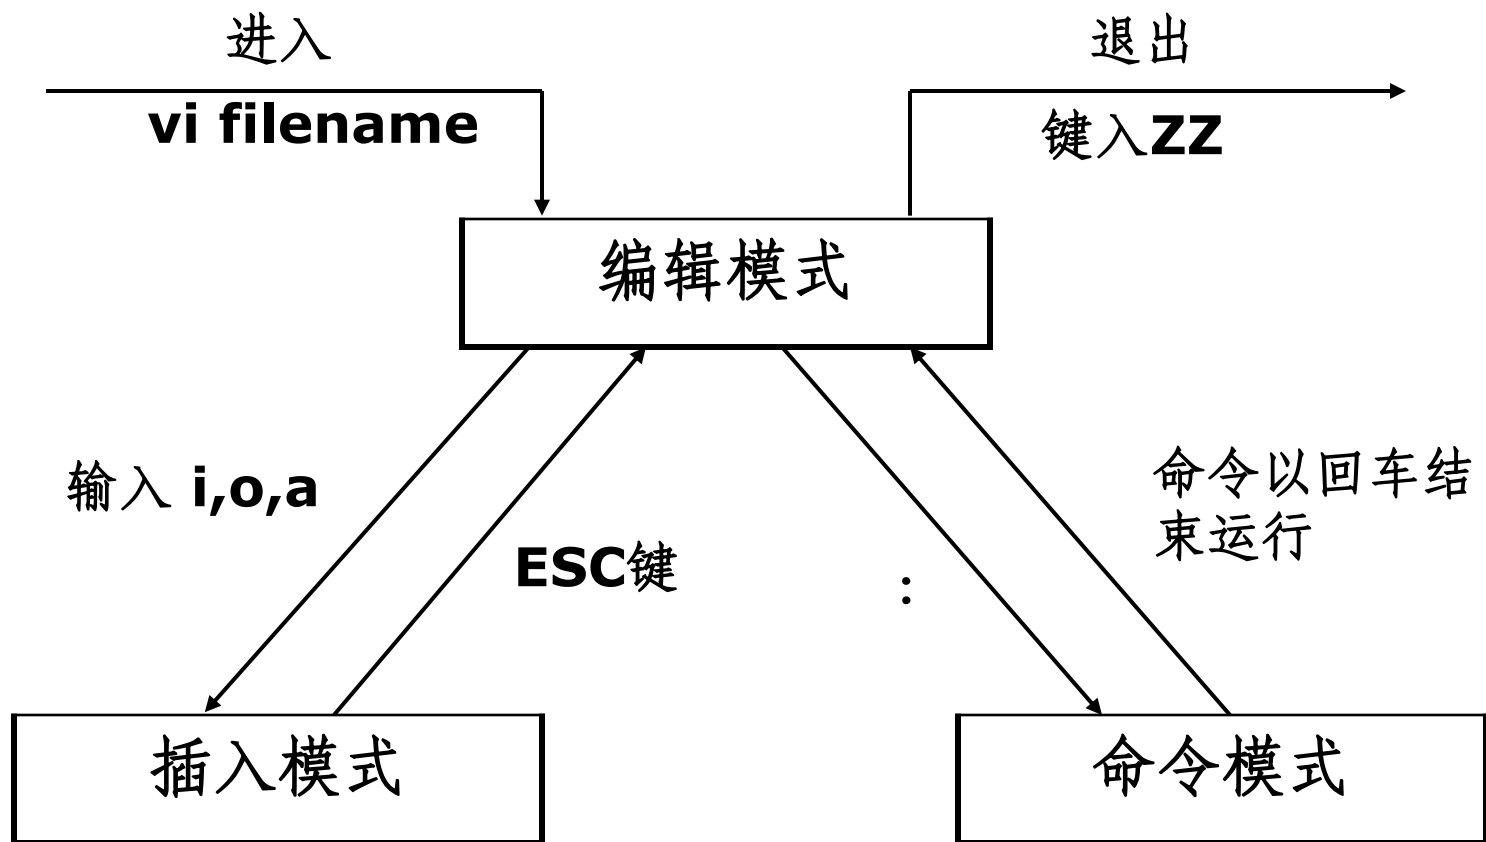 进入
退出
vi filename
键入ZZ
编辑模式
输入 i,o,a
命令以回车结
束运行
ESC键
:
插入模式
命令模式